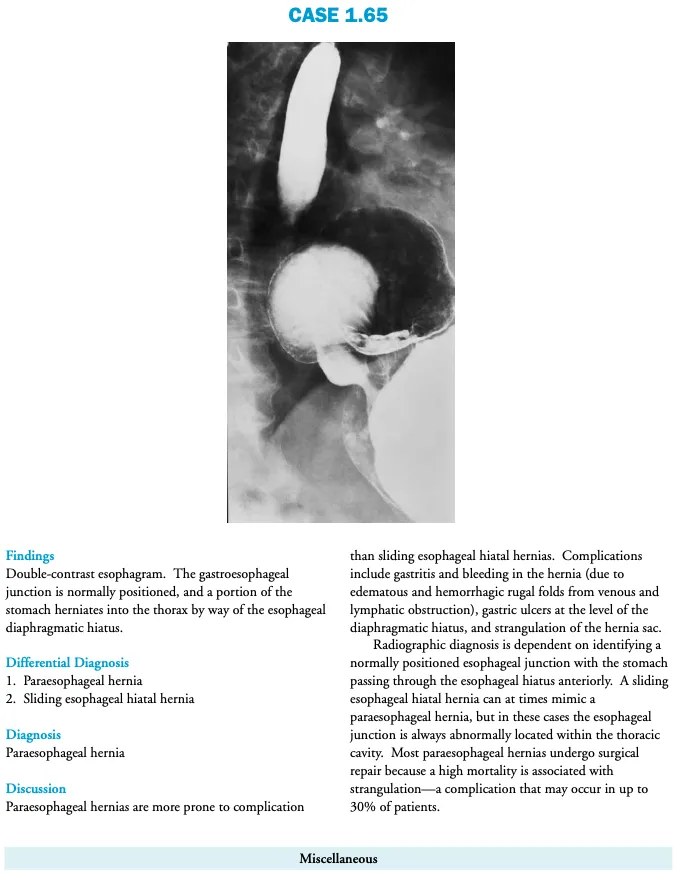 CASE 1.65
Findings
Double-contrast esophagram. The gastroesophageal
junction is normally positioned, and a portion of the
stomach herniates into the thorax by way of the esophageal
diaphragmatic hiatus.
Differential Diagnosis
1. Paraesophageal hernia
2. Sliding esophageal hiatal hernia
Diagnosis
Paraesophageal hernia
Discussion
Paraesophageal hernias are more prone to complication
than sliding esophageal hiatal hernias. Complications
include gastritis and bleeding in the hernia (due to
edematous and hemorrhagic rugal folds from venous and
lymphatic obstruction), gastric ulcers at the level of the
diaphragmatic hiatus, and strangulation of the hernia sac.
Radiographic diagnosis is dependent on identifying a
normally positioned esophageal junction with the stomach
passing through the esophageal hiatus anteriorly. A sliding
esophageal hiatal hernia can at times mimic a
paraesophageal hernia, but in these cases the esophageal
junction is always abnormally located within the thoracic
cavity. Most paraesophageal hernias undergo surgical
repair because a high mortality is associated with
strangulation—a complication that may occur in up to
30% of patients.
Miscellaneous